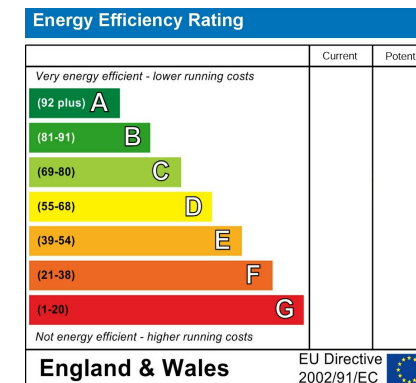 Energy Efficiency Rating
Current Potent
Very energy efficient - lower running costs
(92 plus) A
(81-91) B
(69-80) C
(55-68) D
(39-54) E
(21-38) F
(1-20) G
Not energy efficient - higher running costs
England & Wales
EU Directive
2002/91/EC